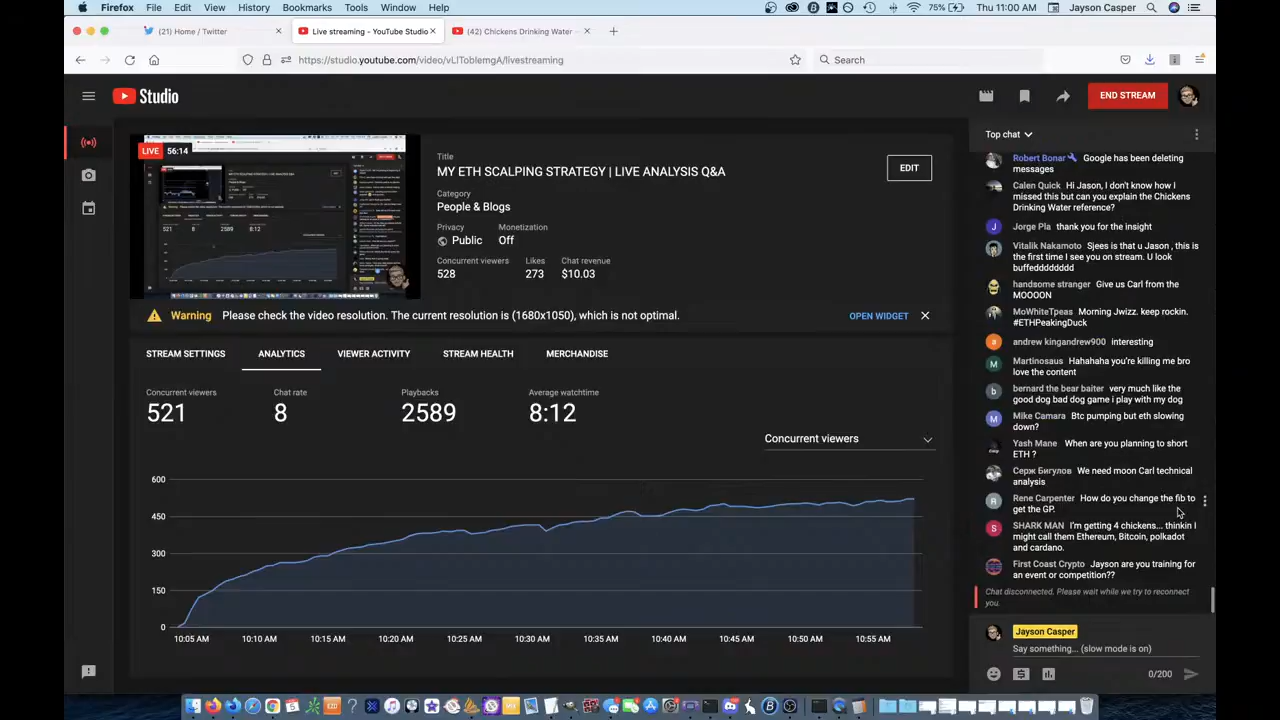 Firefox File Edit View History Bookmarks Tools Window Help 75% Thu 11:00 AM Jayson Casper
(21) Home / Twitter
Live streaming - YouTube Studio
(42) Chickens Drinking Water
https://studio.youtube.com/video/vLlToblemgA/livestreaming
Search
Studio
END STREAM
LIVE 56:14
Title
MY ETH SCALPING STRATEGY | LIVE ANALYSIS Q&A
EDIT
Category
People & Blogs
Privacy Monetization
Public Off
Concurrent viewers Likes Chat revenue
528 273 $10.03
Warning Please check the video resolution. The current resolution is (1680x1050), which is not optimal. OPEN WIDGET
STREAM SETTINGS ANALYTICS VIEWER ACTIVITY STREAM HEALTH MERCHANDISE
Concurrent viewers Chat rate Playbacks Average watchtime
521 8 2589 8:12
Concurrent viewers
600
450
300
150
0
10:05 AM 10:10 AM 10:15 AM 10:20 AM 10:25 AM 10:30 AM 10:35 AM 10:40 AM 10:45 AM 10:50 AM 10:55 AM
Top chat
Robert Bonar Google has been deleting
messages
Calen Quick Hi Jason, I don't know how I
missed this but can you explain the Chickens
Drinking Water reference?
Jorge Pla thank you for the insight
Vitalik Nakamoto Sjees is that u Jason , this is
the first time I see you on stream. U look
buffedddddddd
handsome stranger Give us Carl from the
MOOOON
MoWhiteTpeas Morning Jwizz. keep rockin.
#ETHPeakingDuck
andrew kingandrew900 interesting
Martinosaus Hahahaha you're killing me bro
love the content
bernard the bear baiter very much like the
good dog bad dog game i play with my dog
Mike Camara Btc pumping but eth slowing
down?
Yash Mane When are you planning to short
ETH ?
Серж Бигулов We need moon Carl technical
analysis
Rene Carpenter How do you change the fib to
get the GP.
SHARK MAN I'm getting 4 chickens... thinkin I
might call them Ethereum, Bitcoin, polkadot
and cardano.
First Coast Crypto Jayson are you training for
an event or competition??
Chat disconnected. Please wait while we try to reconnect
you.
Jayson Casper
Say something... (slow mode is on)
0/200